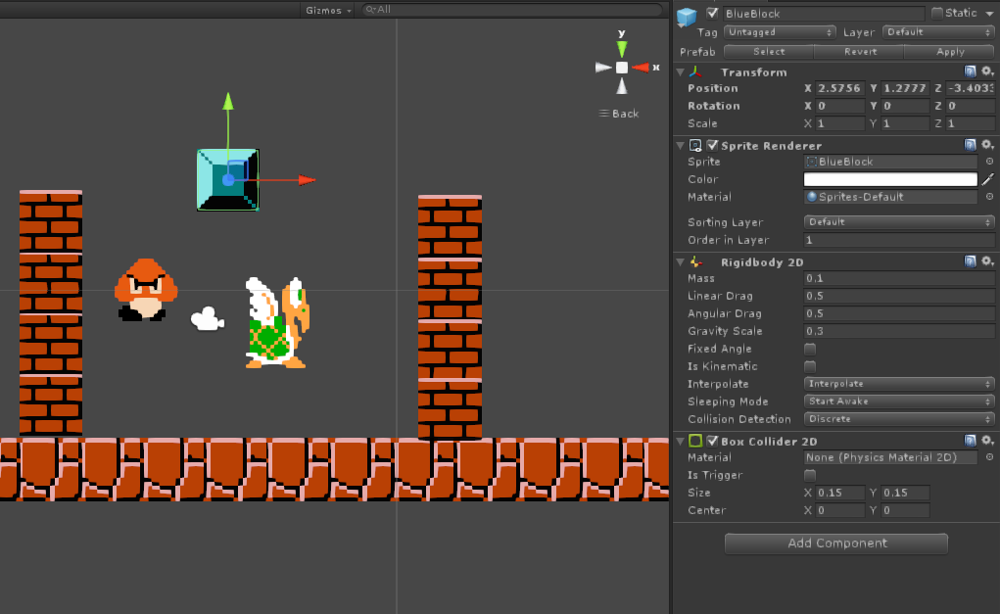 Gizmos All
y
x
Back
BlueBlock Static
Tag Untagged Layer Default
Prefab Select Revert Apply
Transform
Position X 2.5756 Y 1.2777 Z -3.4033
Rotation X 0 Y 0 Z 0
Scale X 1 Y 1 Z 1
Sprite Renderer
Sprite BlueBlock
Color
Material Sprites-Default
Sorting Layer Default
Order in Layer 1
Rigidbody 2D
Mass 0.1
Linear Drag 0.5
Angular Drag 0.5
Gravity Scale 0.3
Fixed Angle
Is Kinematic
Interpolate Interpolate
Sleeping Mode Start Awake
Collision Detection Discrete
Box Collider 2D
Material None (Physics Material 2D)
Is Trigger
Size X 0.15 Y 0.15
Center X 0 Y 0
Add Component